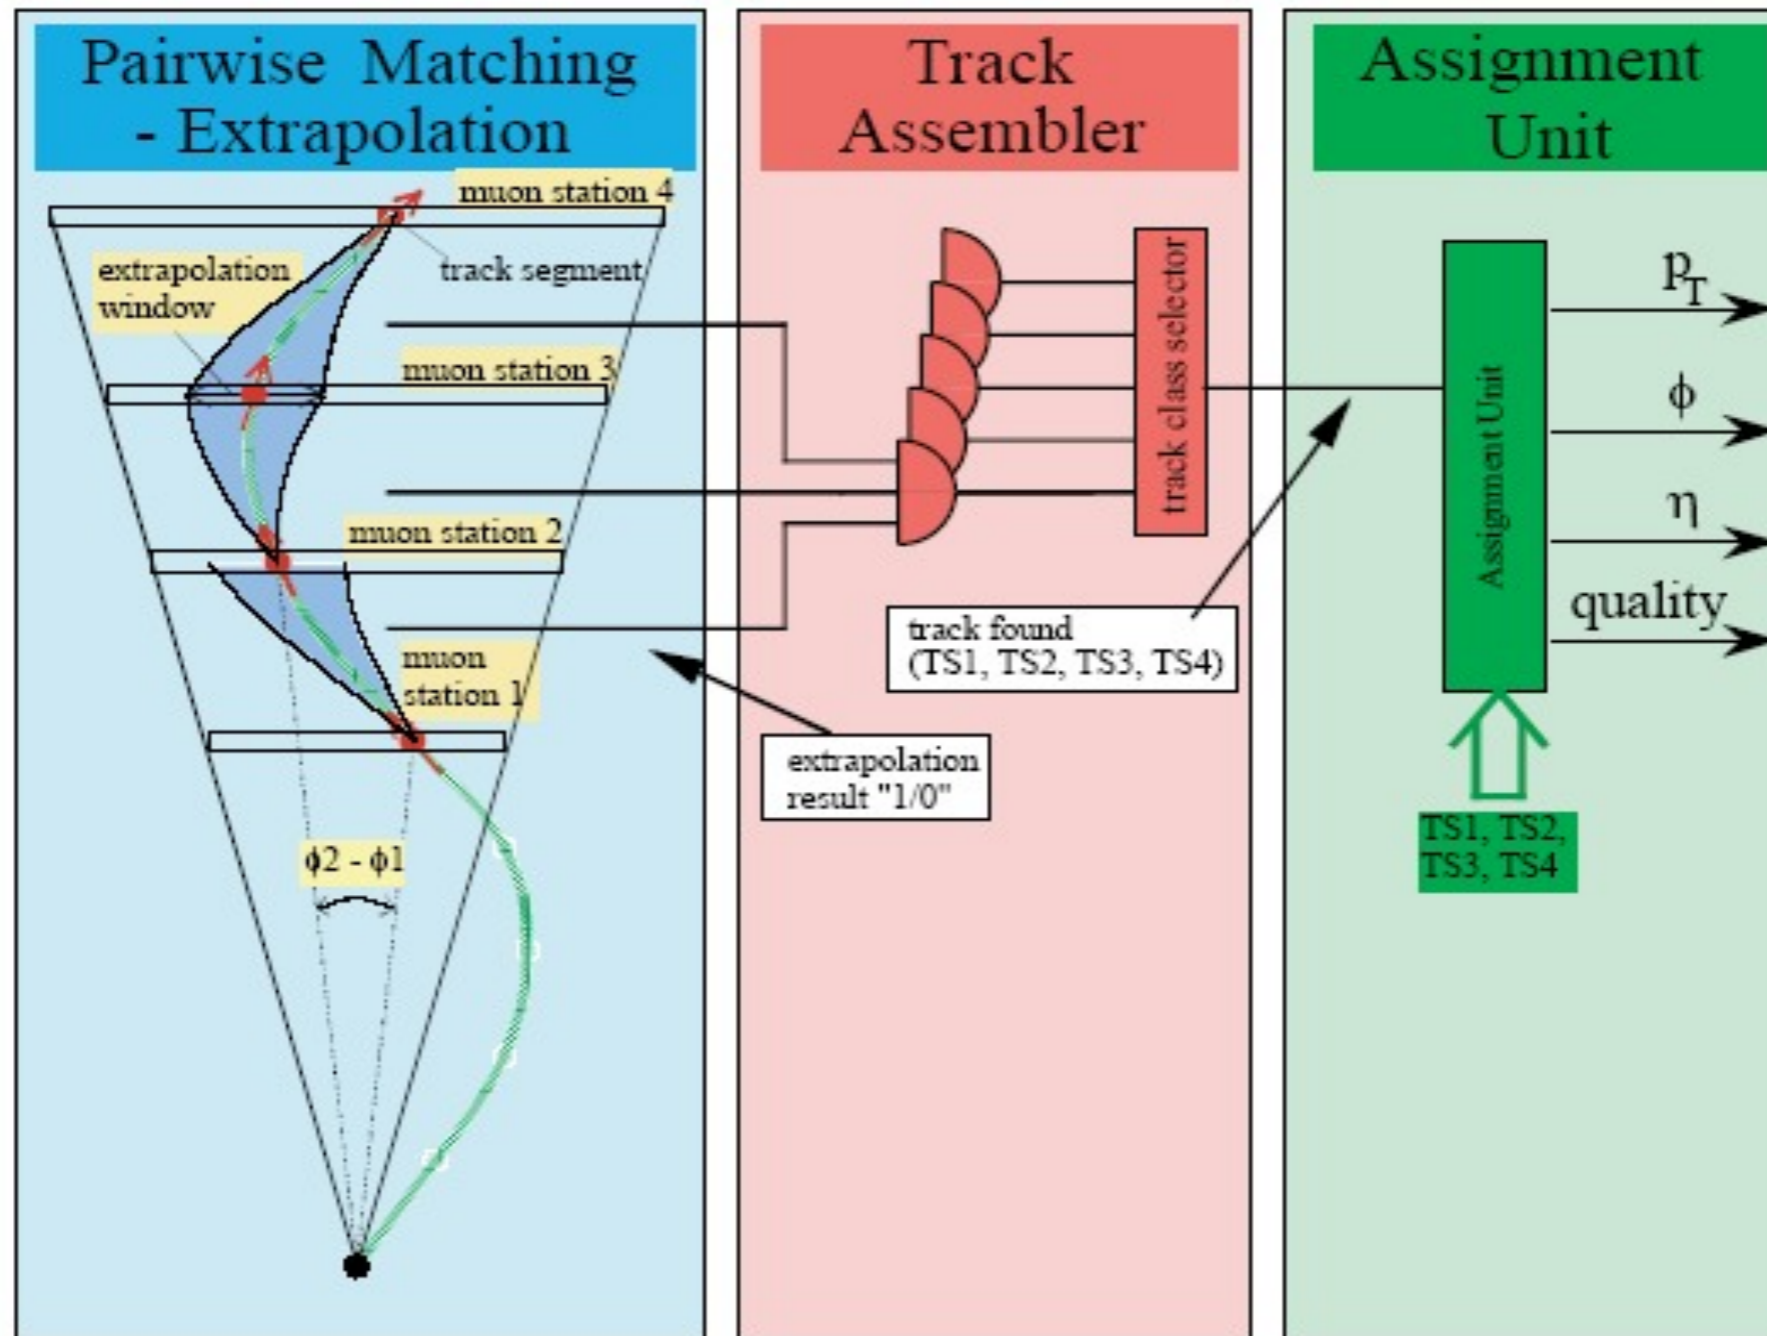 Pairwise Matching
- Extrapolation
muon station 4
extrapolation
window
track segment
muon station 3
muon station 2
muon
station 1
ϕ2 - ϕ1
Track
Assembler
track class selector
track found
(TS1, TS2, TS3, TS4)
extrapolation
result "1/0"
Assignment
Unit
Assignment Unit
pT
ϕ
η
quality
TS1, TS2,
TS3, TS4